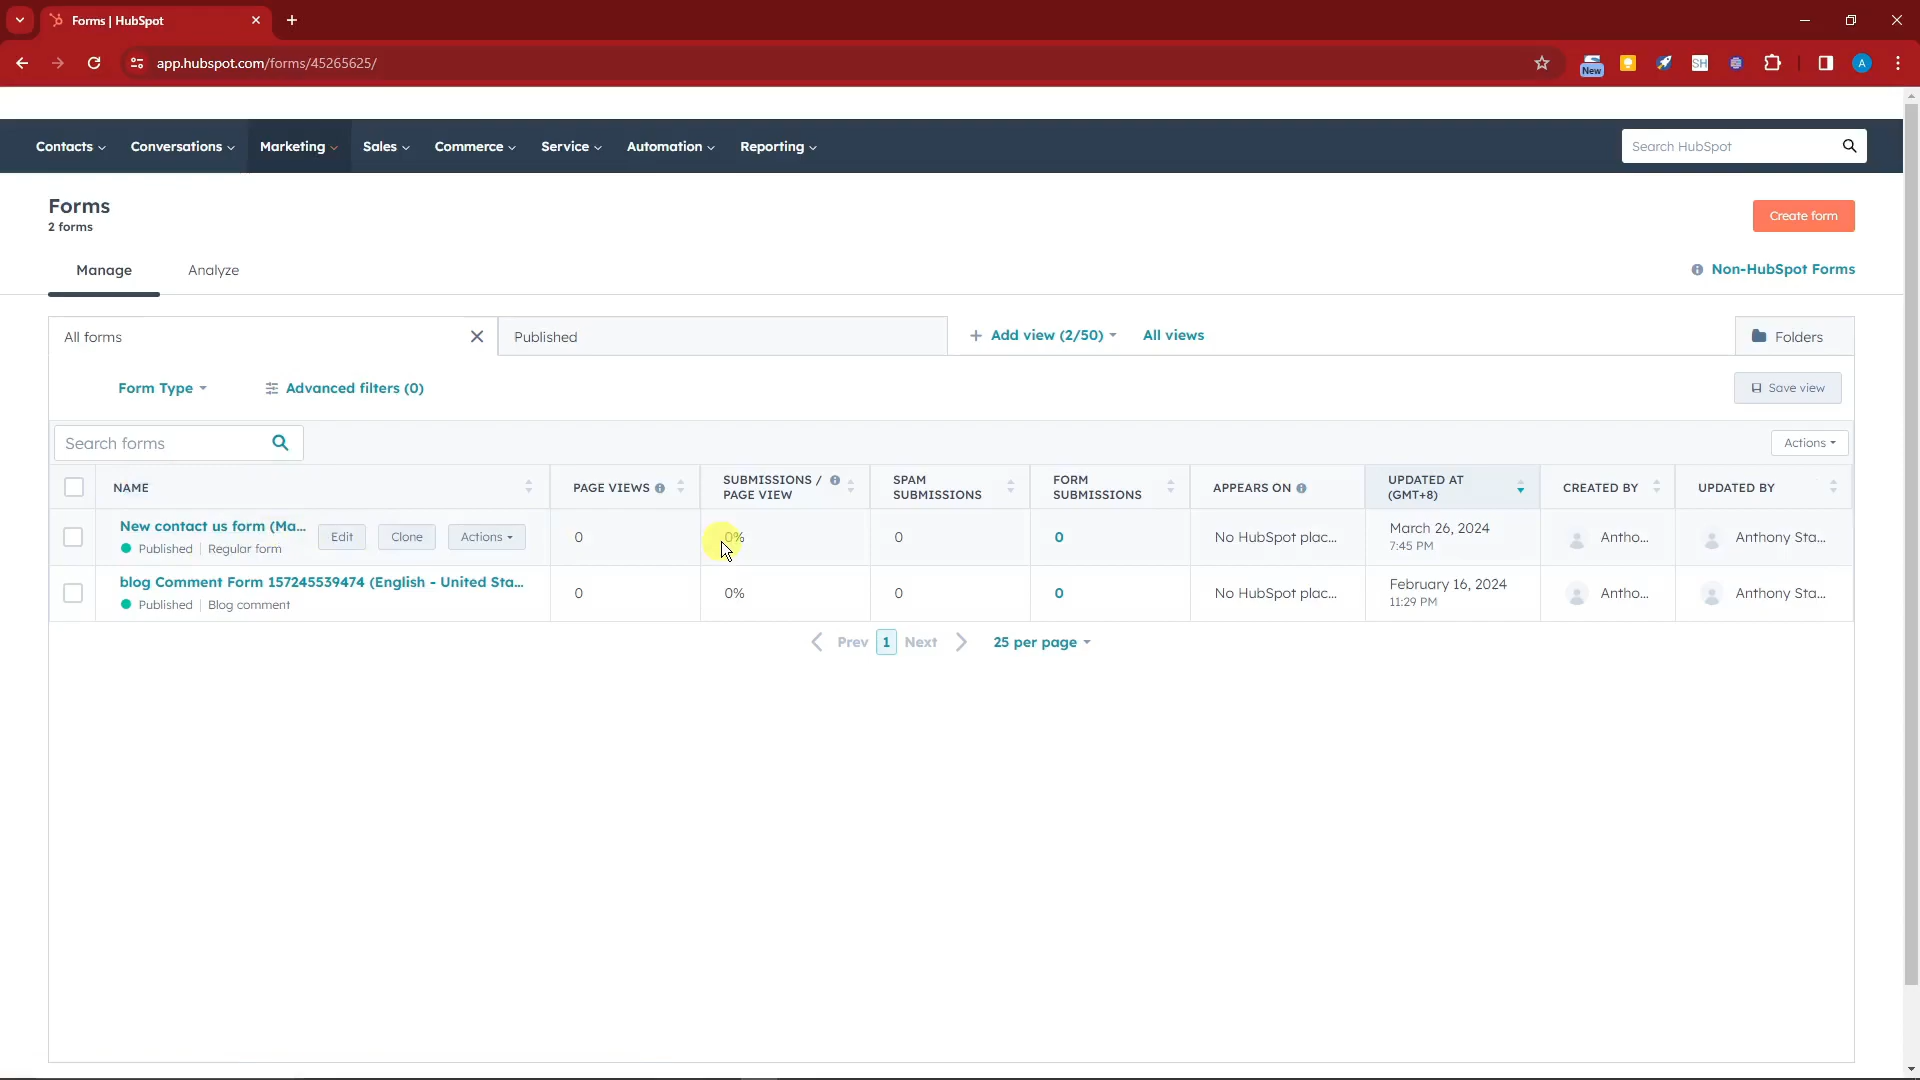 Forms | HubSpot
app.hubspot.com/forms/45265625/
New
SH
A
Contacts
Conversations
Marketing
Sales
Commerce
Service
Automation
Reporting
Search HubSpot
Forms
2 forms
Create form
Manage
Analyze
Non-HubSpot Forms
All forms
Published
Add view (2/50)
All views
Folders
Form Type
Advanced filters (0)
Save view
Search forms
Actions
NAME
PAGE VIEWS
SUBMISSIONS /
PAGE VIEW
SPAM
SUBMISSIONS
FORM
SUBMISSIONS
APPEARS ON
UPDATED AT
(GMT+8)
CREATED BY
UPDATED BY
New contact us form (Ma...
Published | Regular form
Edit
Clone
Actions
0
0%
0
0
No HubSpot plac...
March 26, 2024
7:45 PM
Antho...
Anthony Sta...
blog Comment Form 157245539474 (English - United Sta...
Published | Blog comment
0
0%
0
0
No HubSpot plac...
February 16, 2024
11:29 PM
Antho...
Anthony Sta...
Prev 1 Next
25 per page